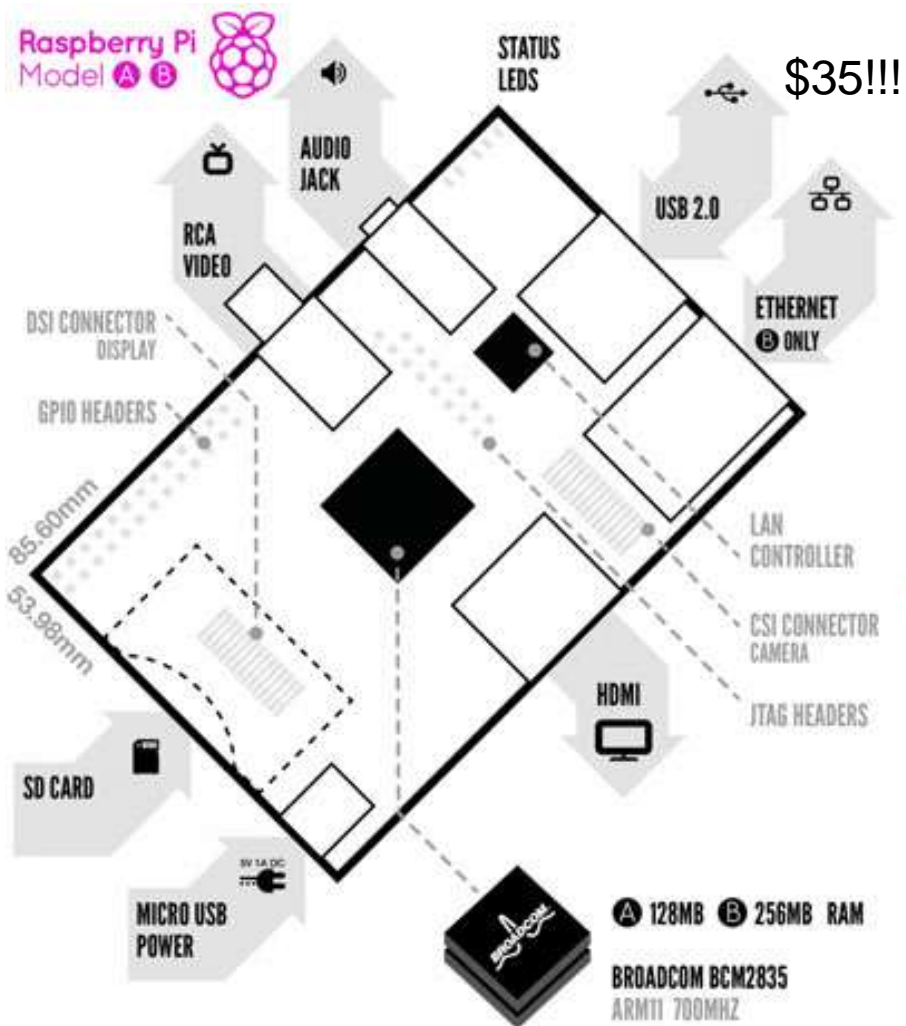 Raspberry Pi
Model A B
STATUS
LEDS
$35!!!
AUDIO
JACK
USB 2.0
RCA
VIDEO
ETHERNET
B ONLY
DSI CONNECTOR
DISPLAY
GPIO HEADERS
85.60mm
53.98mm
LAN
CONTROLLER
CSI CONNECTOR
CAMERA
JTAG HEADERS
HDMI
SD CARD
5V 1A DC
MICRO USB
POWER
BROADCOM
A 128MB B 256MB RAM
BROADCOM BCM2835
ARM11 700MHZ